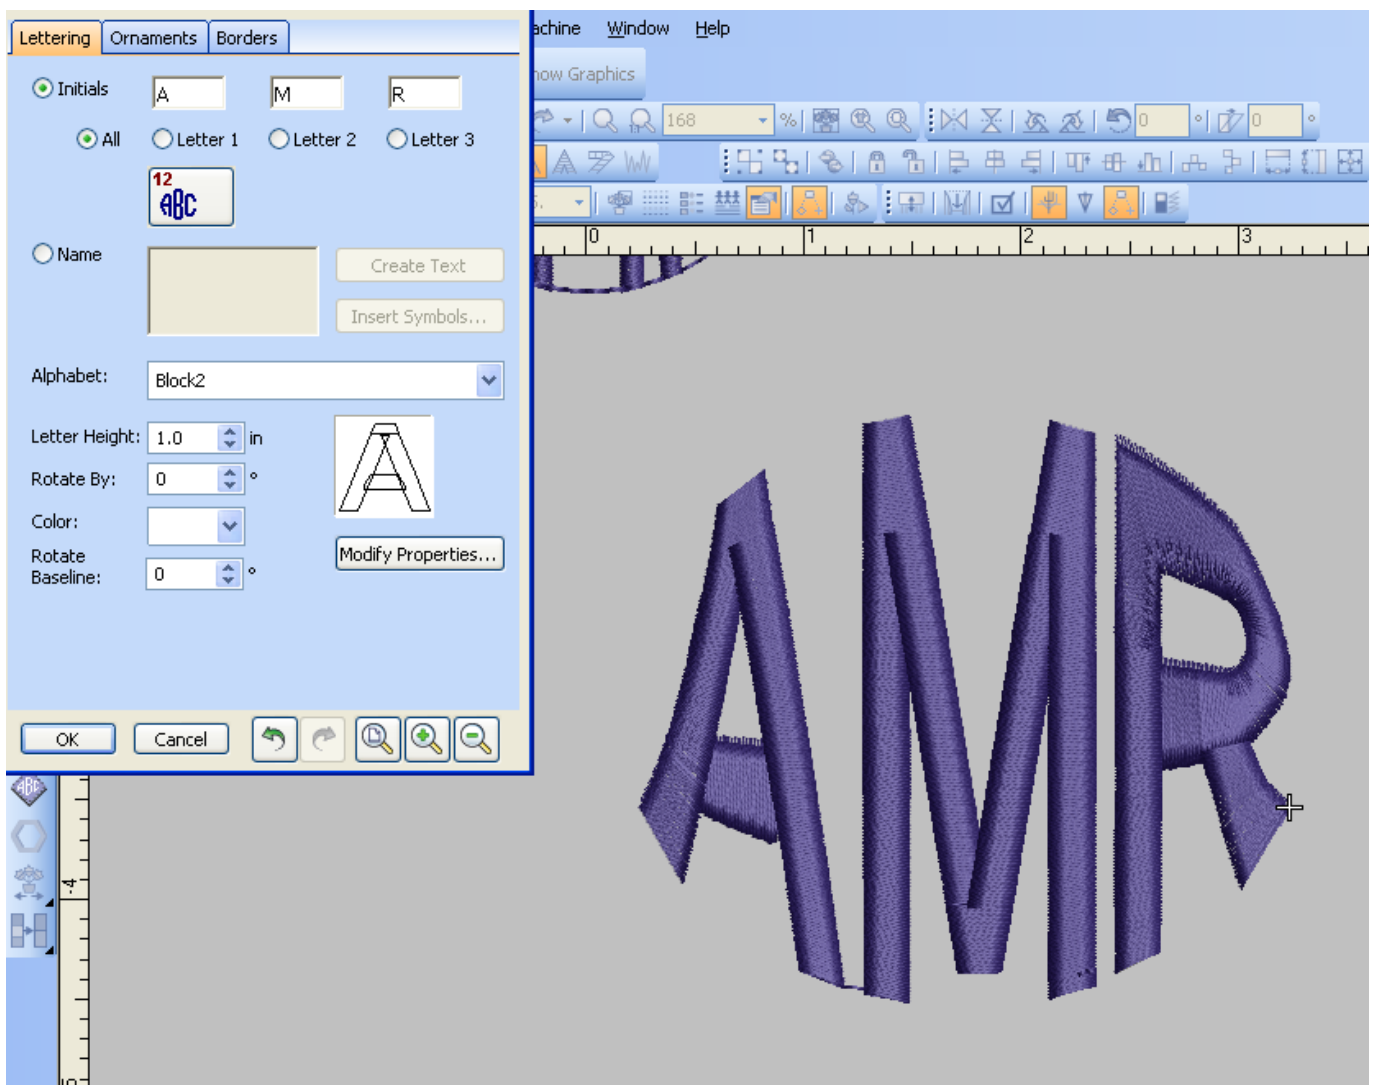 Lettering Ornaments Borders
Window Help
Initials A M R
All Letter 1 Letter 2 Letter 3
12
ABC
Name
Create Text
Insert Symbols...
Alphabet: Block2
Letter Height: 1.0 in
Rotate By: 0 °
Color:
Rotate
Baseline: 0 °
Modify Properties...
OK Cancel
achine
how Graphics
168 % 0 ° 0 °
0 1 2 3
ABC
-4
A
AMR